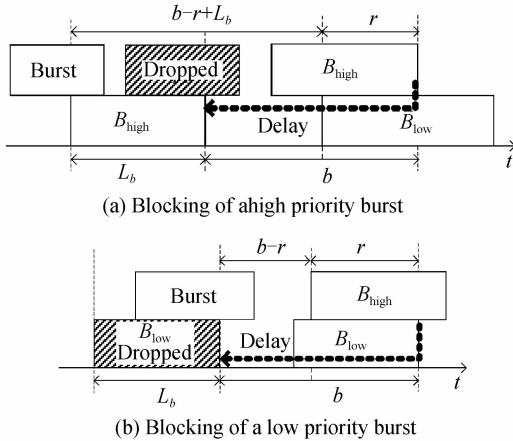 b−r+L_b
r
Burst
Dropped
B_high
B_high
Delay
B_low
t
L_b
b
(a) Blocking of ahigh priority burst
b−r
r
Burst
B_high
B_low
Dropped
Delay
B_low
t
L_b
b
(b) Blocking of a low priority burst